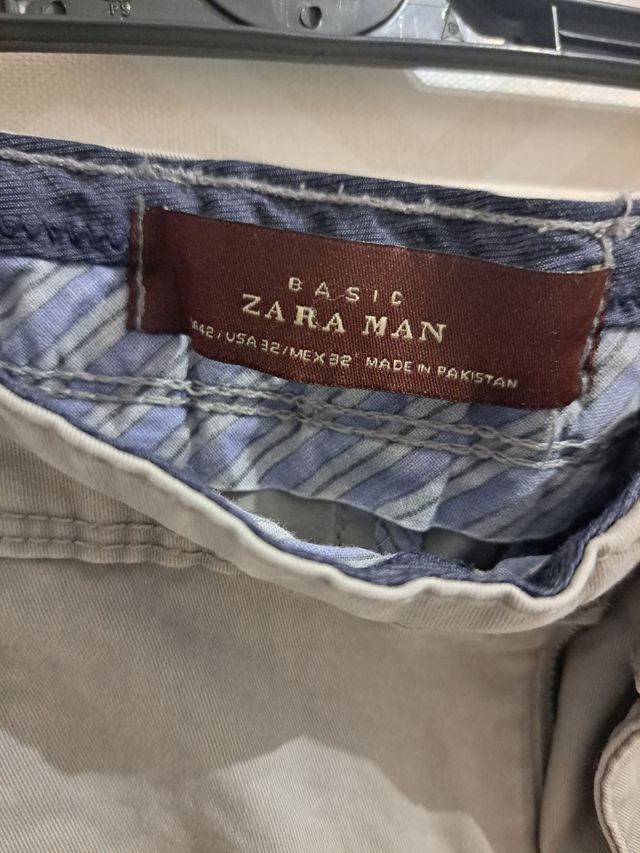 BASIC
ZARA MAN
42 / USA 32 / MEX 32 MADE IN PAKISTAN